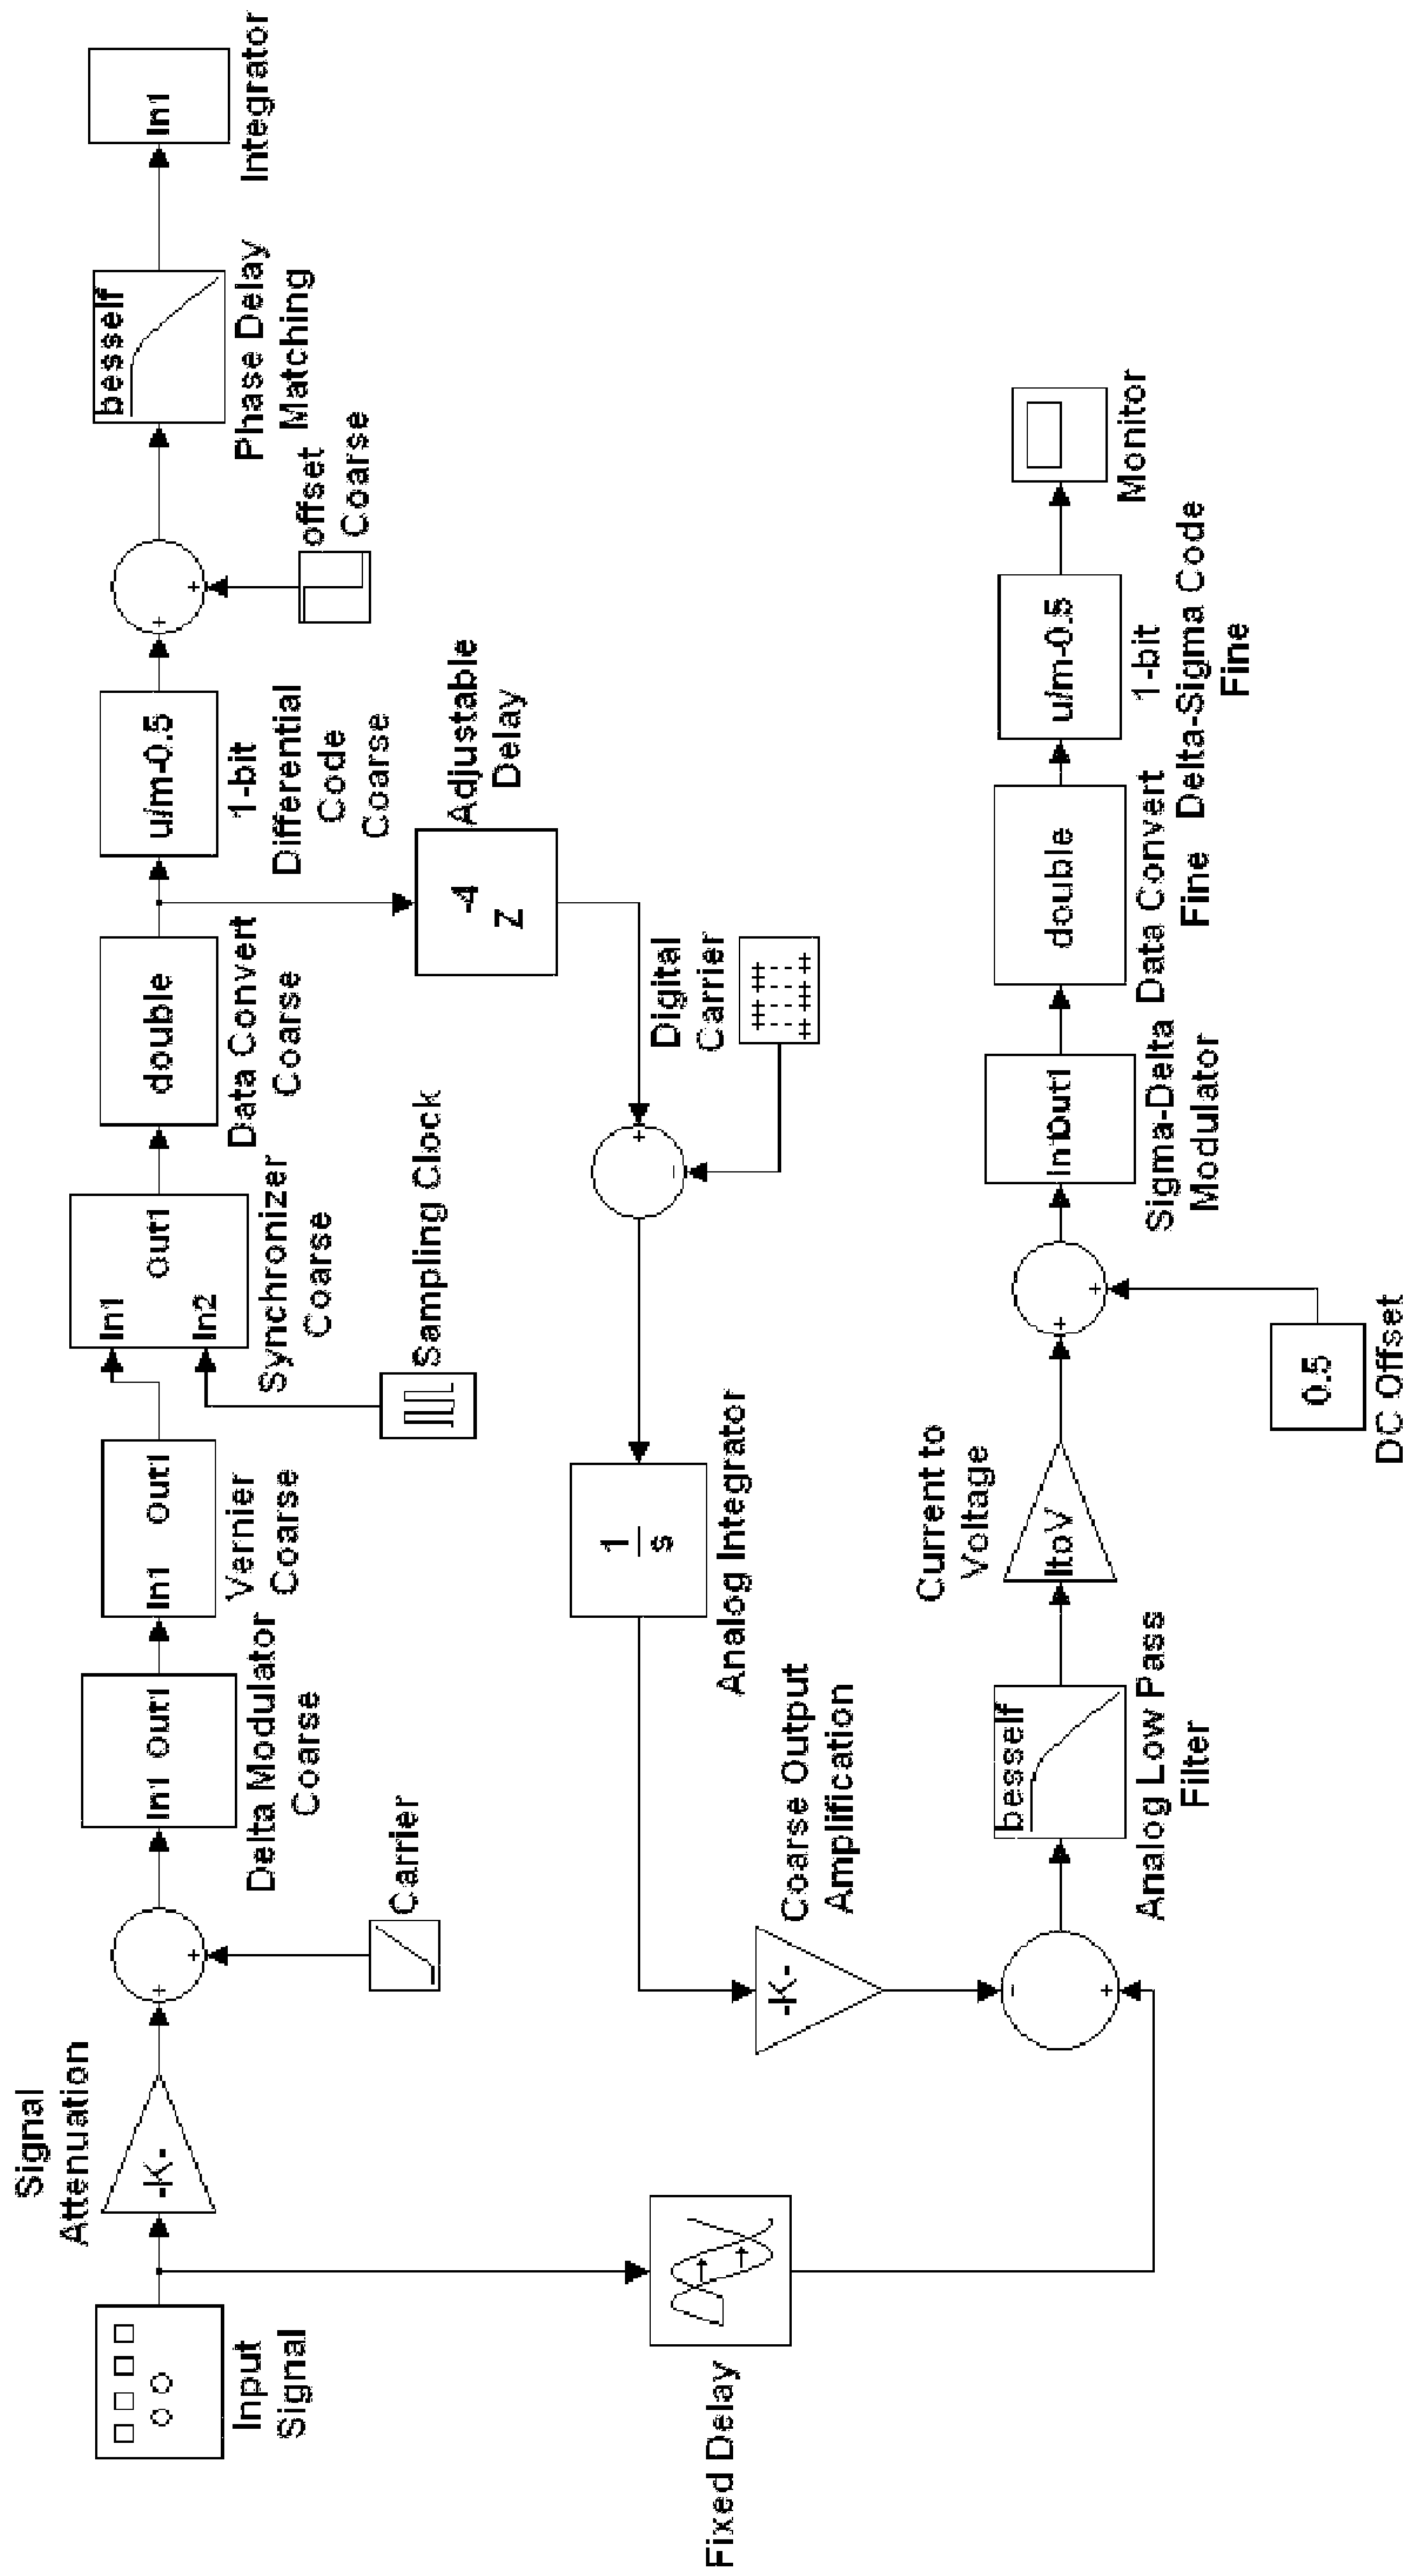 Input
Signal
Signal
Attenuation
-K-
+
+
Carrier
In1 Out1
Delta Modulator
Coarse
In1 Out1
Vernier
Coarse
In1
In2
Out1
Synchronizer
Coarse
Sampling Clock
double
Data Convert
Coarse
u/m-0.5
1-bit
Differential
Code
Coarse
+
+
offset
Coarse
besself
Phase Delay
Matching
In1
Integrator
-4
Z
Adjustable
Delay
Digital
Carrier
+
-
1
s
Analog Integrator
-K-
Coarse Output
Amplification
Fixed Delay
-
+
besself
Analog Low Pass
Filter
ItoV
Current to
Voltage
+
+
0.5
DC Offset
In1 Out1
Sigma-Delta
Modulator
double
Data Convert
Fine
u/m-0.5
1-bit
Delta-Sigma Code
Fine
Monitor